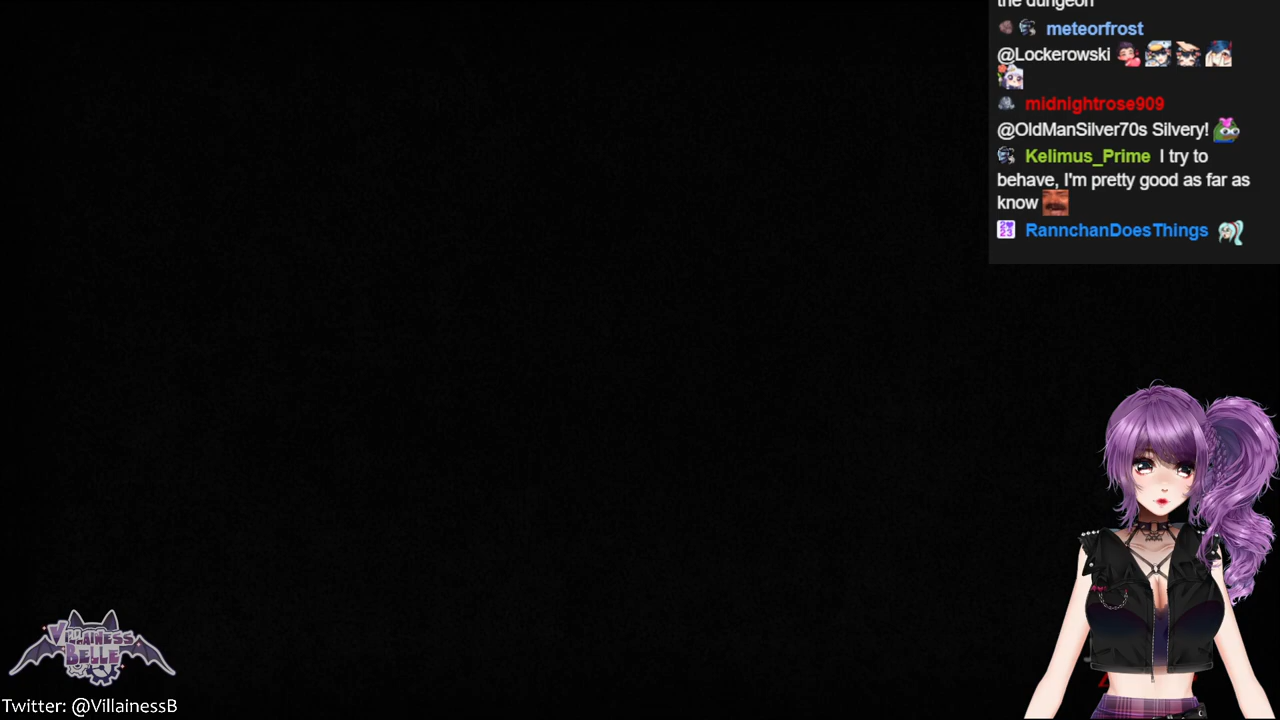 the dungeon
meteorfrost
@Lockerowski
midnightrose909
@OldManSilver70s Silvery!
Kelimus_Prime I try to
behave, I'm pretty good as far as
know
RannchanDoesThings
VILLAINESS
BELLE
Twitter: @VillainessB